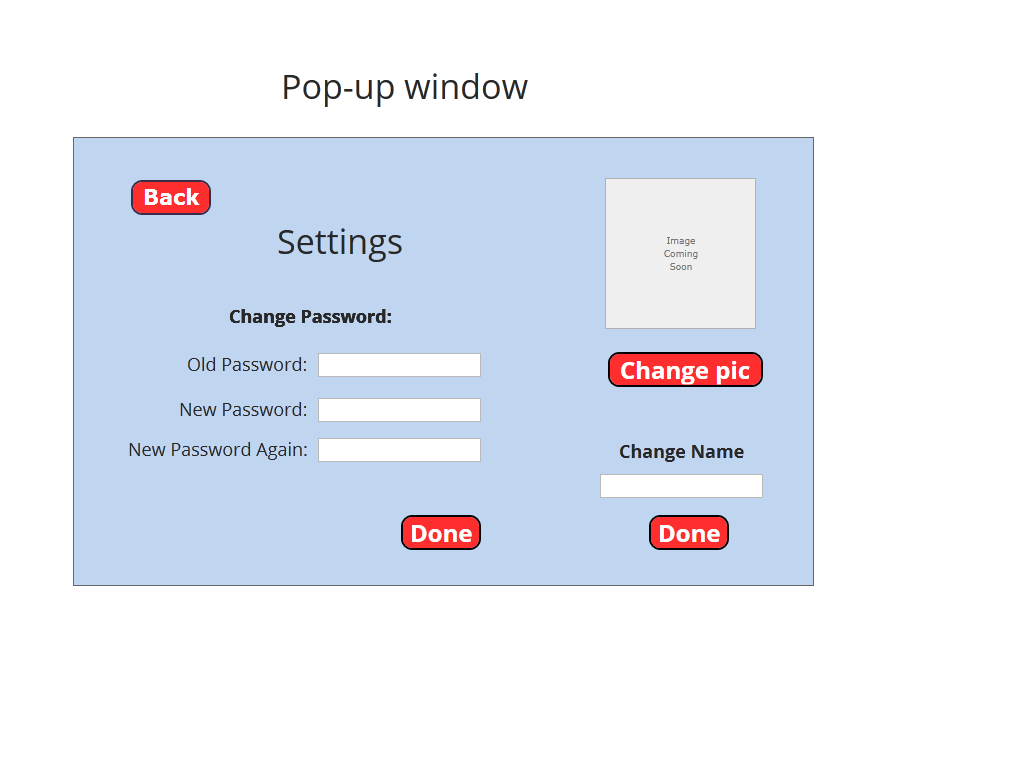 Pop-up window
Back
Settings
Change Password:
Old Password:
New Password:
New Password Again:
Done
Image
Coming
Soon
Change pic
Change Name
Done